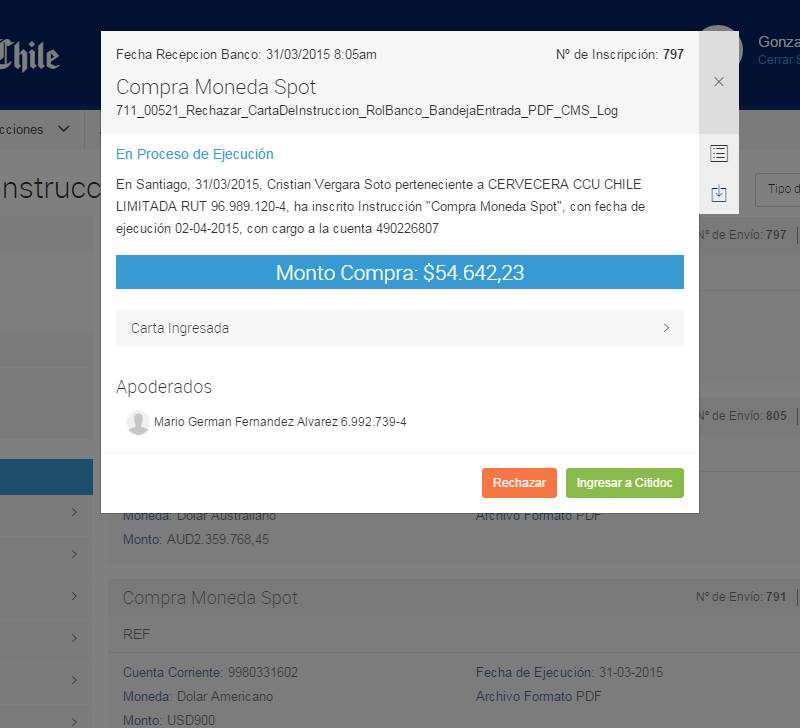 Chile
Gonza
Cerrar S
Fecha Recepcion Banco: 31/03/2015 8:05am
Nº de Inscripción: 797
Compra Moneda Spot
711_00521_Rechazar_CartaDeInstruccion_RolBanco_BandejaEntrada_PDF_CMS_Log
cciones
nstrucc
Tipo d
En Proceso de Ejecución
En Santiago, 31/03/2015, Cristian Vergara Soto perteneciente a CERVECERA CCU CHILE
LIMITADA RUT 96.989.120-4, ha inscrito Instrucción "Compra Moneda Spot", con fecha de
ejecución 02-04-2015, con cargo a la cuenta 490226807
Nº de Envío: 797
Monto Compra: $54.642,23
Carta Ingresada
Apoderados
Mario German Fernandez Alvarez 6.992.739-4
Nº de Envío: 805
Rechazar
Ingresar a Citidoc
Moneda: Dolar Australiano
Archivo Formato PDF
Monto: AUD2.359.768,45
Compra Moneda Spot
Nº de Envío: 791
REF
Cuenta Corriente: 9980331602
Fecha de Ejecución: 31-03-2015
Moneda: Dolar Americano
Archivo Formato PDF
Monto: USD900